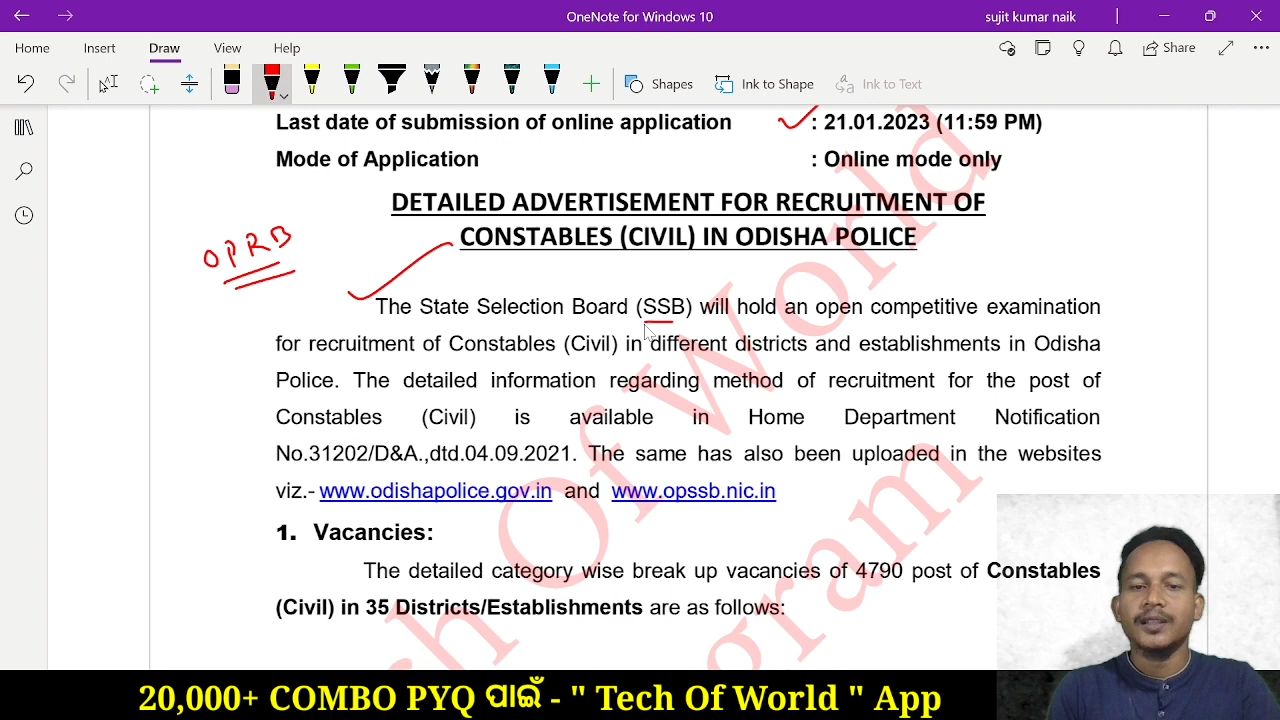 OneNote for Windows 10
sujit kumar naik
Home Insert Draw View Help
Share
Shapes Ink to Shape Ink to Text
Last date of submission of online application : 21.01.2023 (11:59 PM)
Mode of Application : Online mode only
DETAILED ADVERTISEMENT FOR RECRUITMENT OF
CONSTABLES (CIVIL) IN ODISHA POLICE
OPRB
The State Selection Board (SSB) will hold an open competitive examination
for recruitment of Constables (Civil) in different districts and establishments in Odisha
Police. The detailed information regarding method of recruitment for the post of
Constables (Civil) is available in Home Department Notification
No.31202/D&A.,dtd.04.09.2021. The same has also been uploaded in the websites
viz.- www.odishapolice.gov.in and www.opssb.nic.in
1. Vacancies:
The detailed category wise break up vacancies of 4790 post of Constables
(Civil) in 35 Districts/Establishments are as follows:
h Of World
gram
20,000+ COMBO PYQ ପାଇଁ - " Tech Of World " App